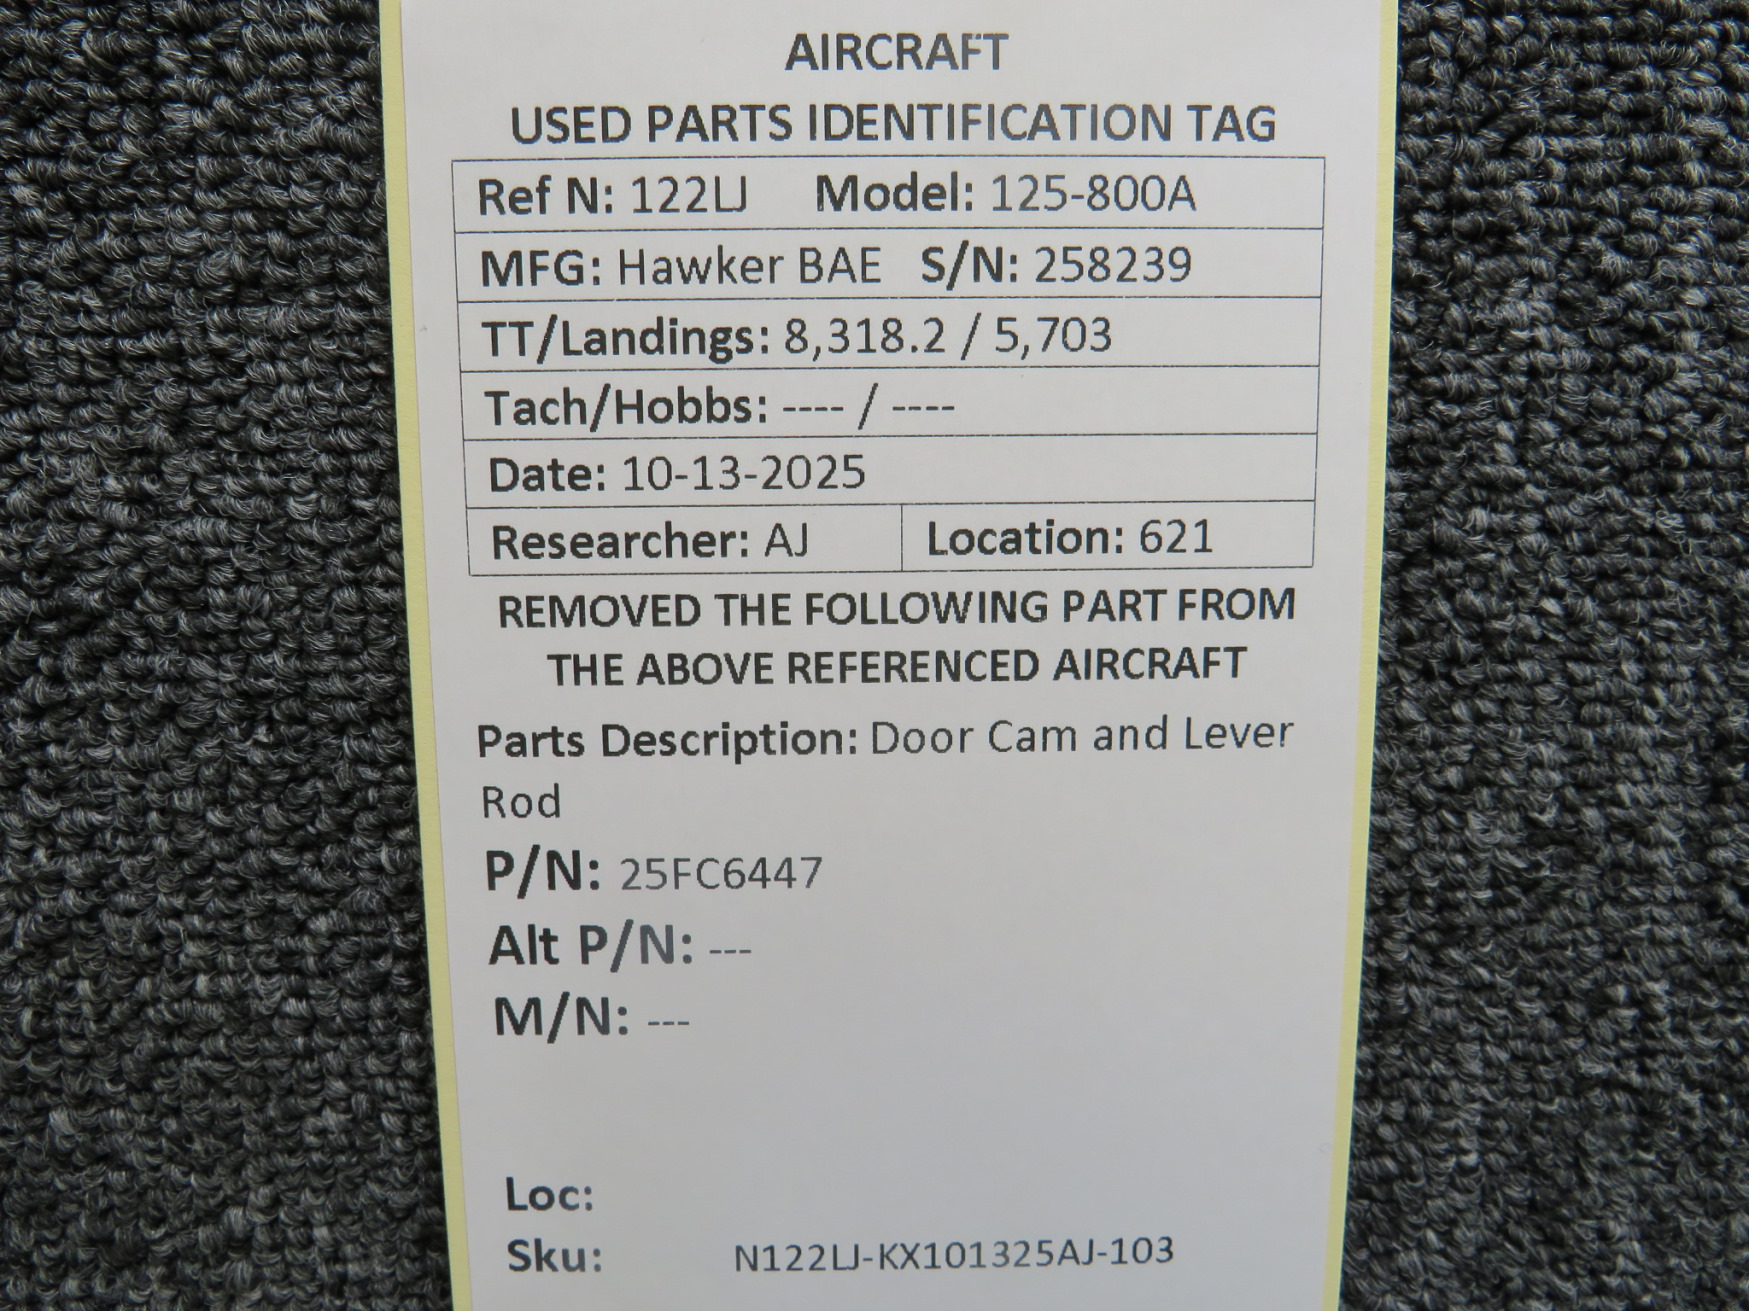 AIRCRAFT
USED PARTS IDENTIFICATION TAG
Ref N: 122LJ Model: 125-800A
MFG: Hawker BAE S/N: 258239
TT/Landings: 8,318.2 / 5,703
Tach/Hobbs: ---- / ----
Date: 10-13-2025
Researcher: AJ Location: 621
REMOVED THE FOLLOWING PART FROM
THE ABOVE REFERENCED AIRCRAFT
Parts Description: Door Cam and Lever
Rod
P/N: 25FC6447
Alt P/N: ---
M/N: ---
Loc:
Sku: N122LJ-KX101325AJ-103